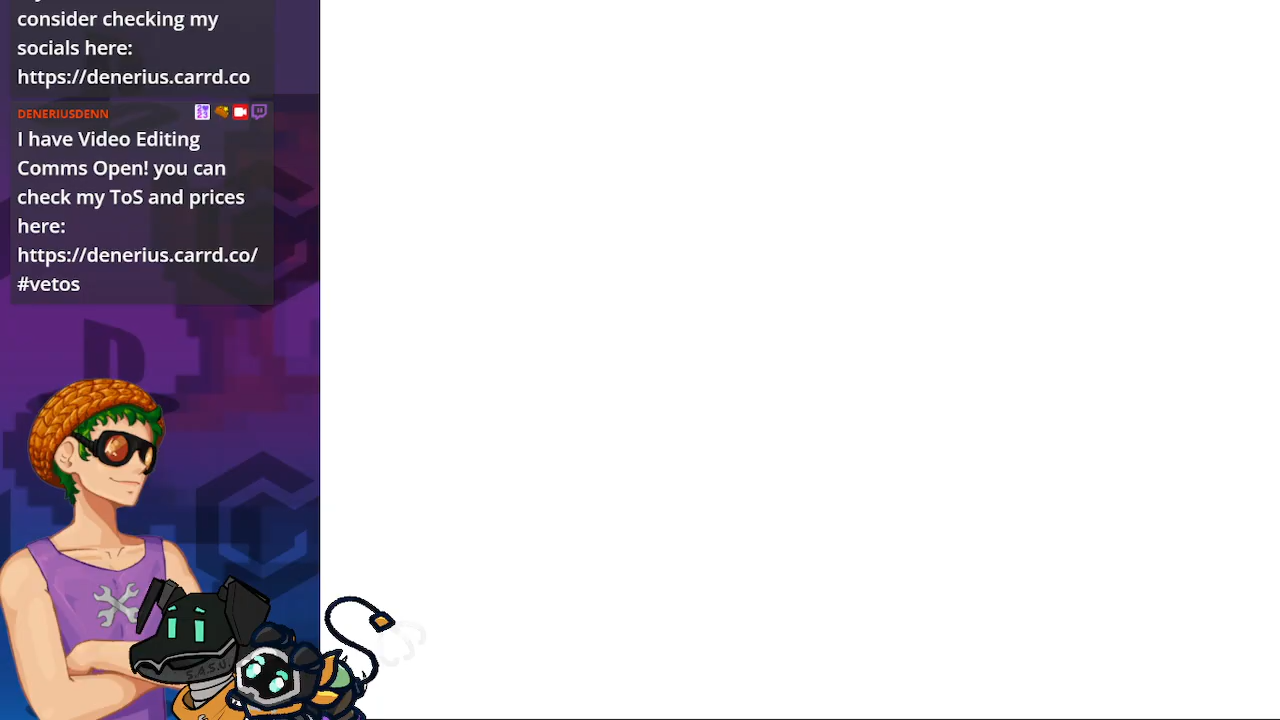 consider checking my
socials here:
https://denerius.carrd.co
DENERIUSDENN
I have Video Editing
Comms Open! you can
check my ToS and prices
here:
https://denerius.carrd.co/
#vetos
S.A.S.U.